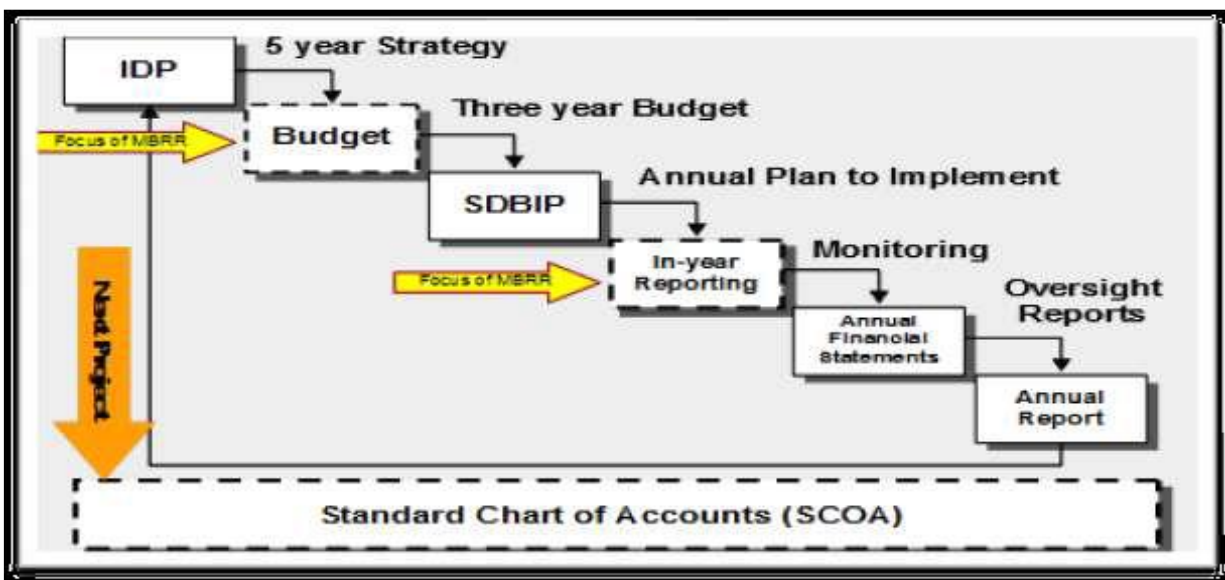 5 year Strategy
IDP
Three year Budget
Focus of MBRR
Budget
Annual Plan to Implement
SDBIP
Monitoring
Focus of MBRR
In-year
Reporting
Oversight
Reports
Annual
Financial
Statements
Annual
Report
Next Project
Standard Chart of Accounts (SCOA)